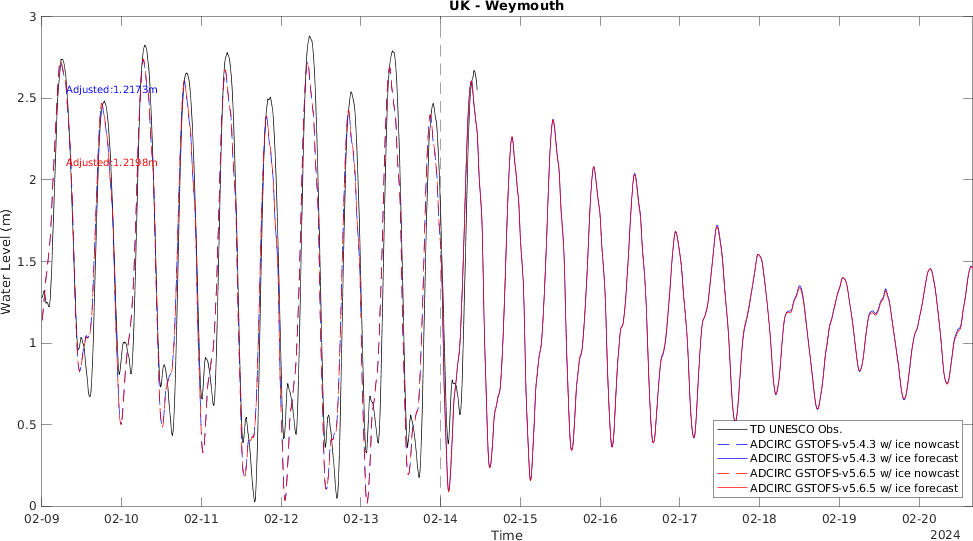 UK - Weymouth
3
2.5
2
1.5
1
0.5
0
Water Level (m)
Adjusted:1.2173m
Adjusted:1.2198m
TD UNESCO Obs.
ADCIRC GSTOFS-v5.4.3 w/ ice nowcast
ADCIRC GSTOFS-v5.4.3 w/ ice forecast
ADCIRC GSTOFS-v5.6.5 w/ ice nowcast
ADCIRC GSTOFS-v5.6.5 w/ ice forecast
02-09 02-10 02-11 02-12 02-13 02-14 02-15 02-16 02-17 02-18 02-19 02-20
Time
2024